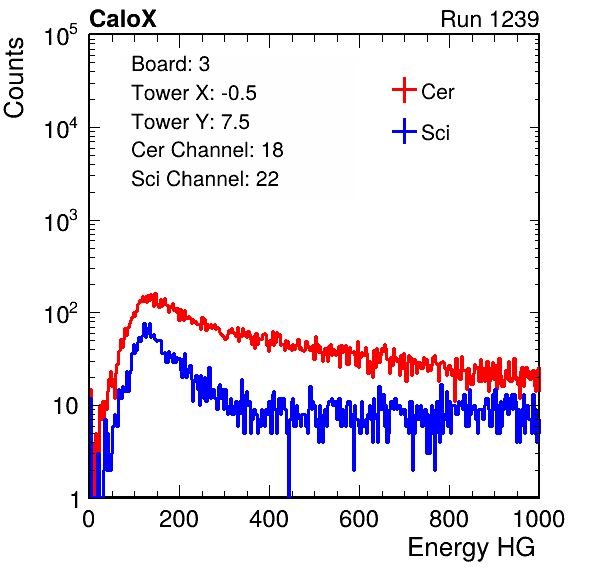 CaloX Run 1239
Counts
10^5
10^4
10^3
10^2
10
1
Board: 3
Tower X: -0.5
Tower Y: 7.5
Cer Channel: 18
Sci Channel: 22
Cer
Sci
0 200 400 600 800 1000
Energy HG